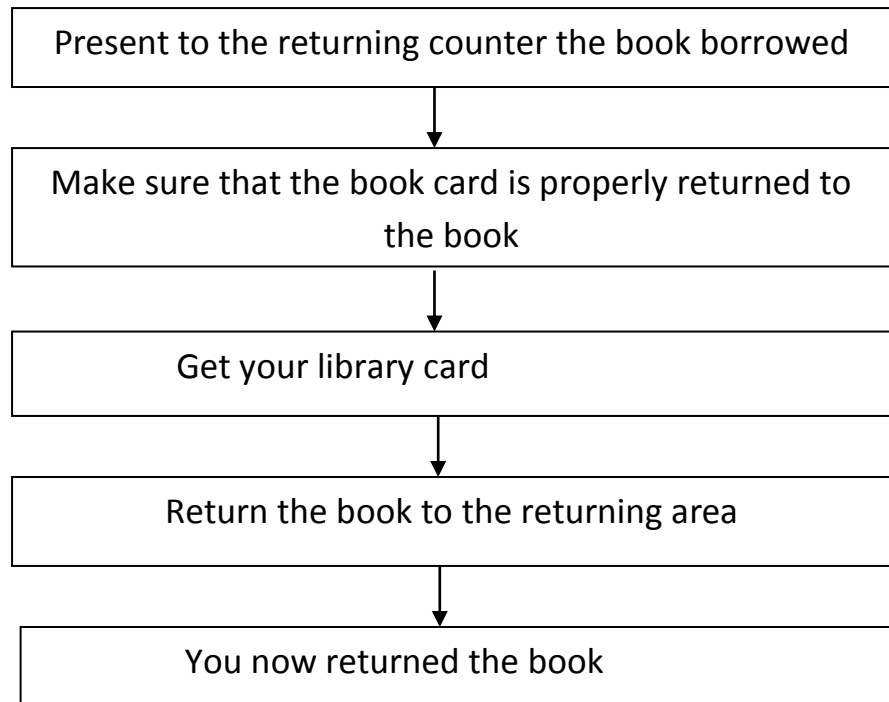 Present to the returning counter the book borrowed
Make sure that the book card is properly returned to
the book
Get your library card
Return the book to the returning area
You now returned the book